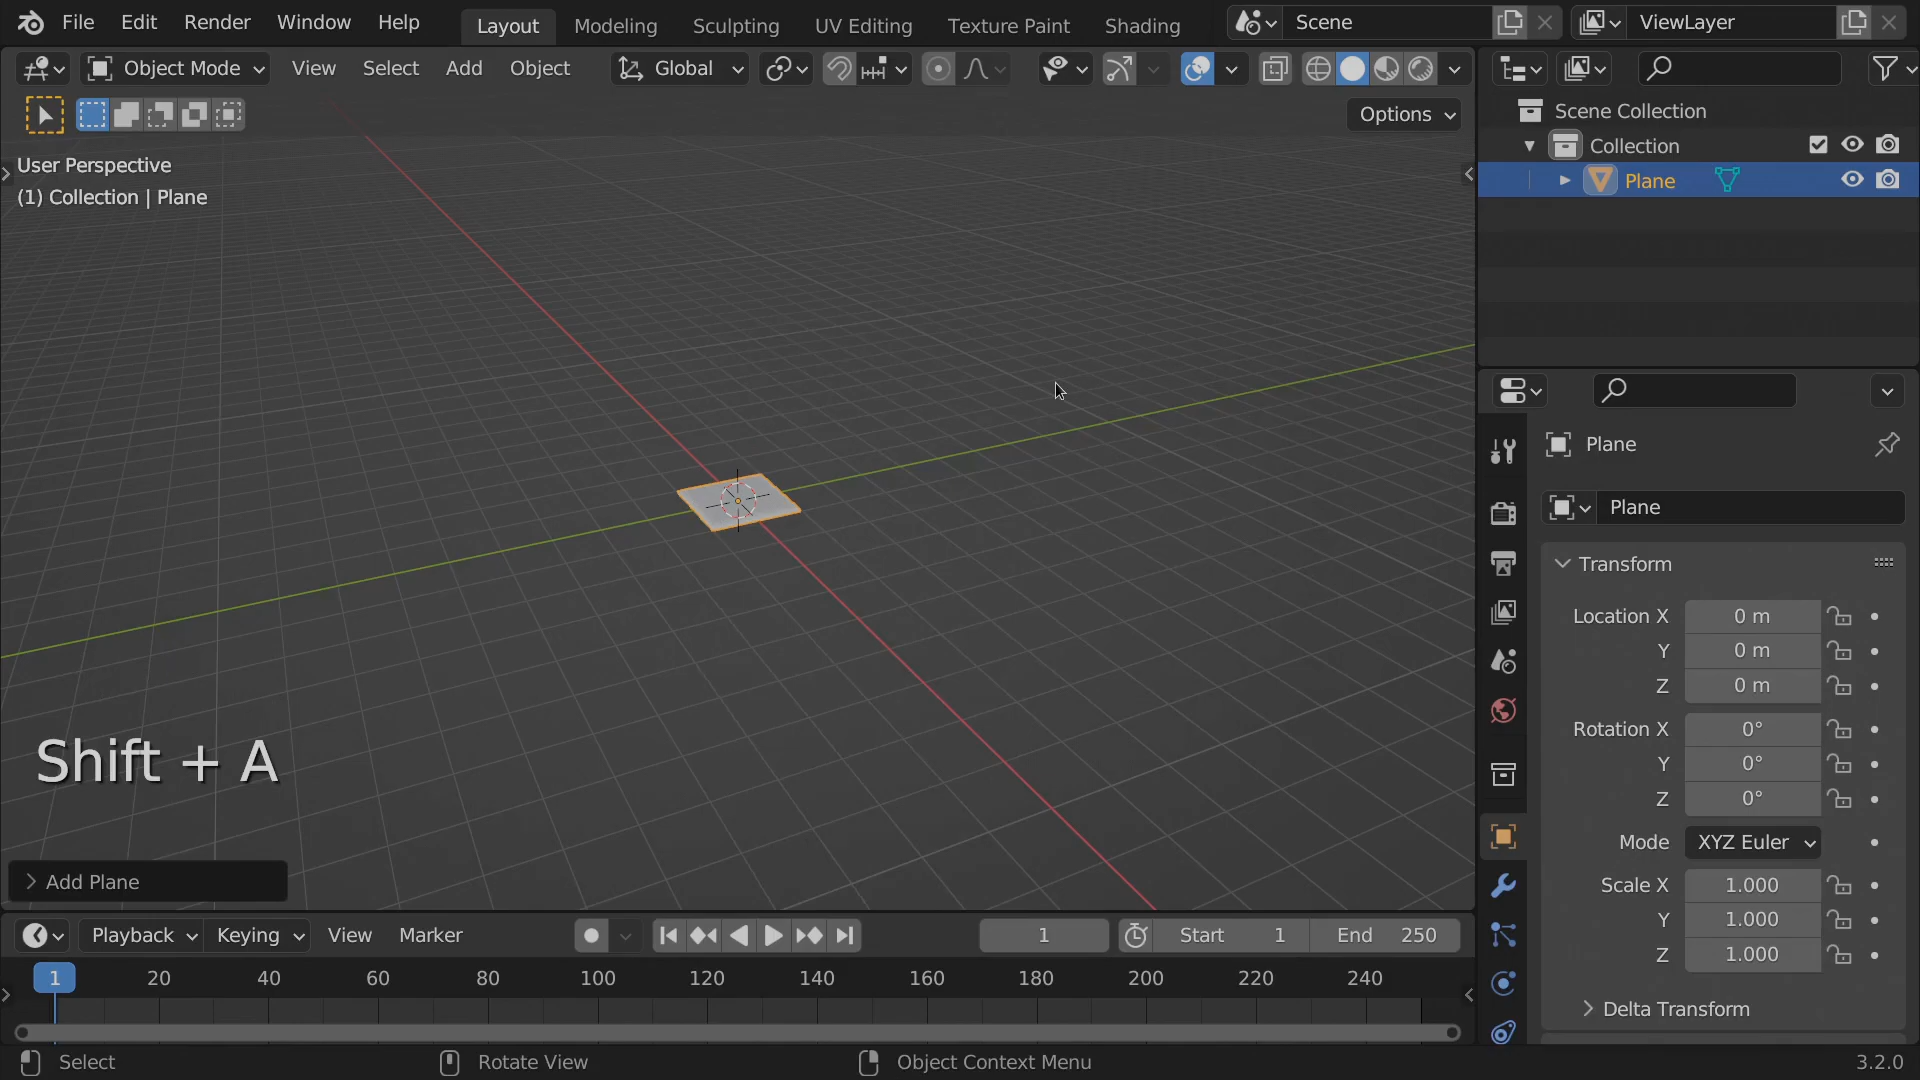 File Edit Render Window Help Layout Modeling Sculpting UV Editing Texture Paint Shading Scene ViewLayer
Object Mode View Select Add Object Global
Options
User Perspective
(1) Collection | Plane
Scene Collection
Collection
Plane
Plane
Plane
Transform
Location X 0 m
Y 0 m
Z 0 m
Rotation X 0°
Y 0°
Z 0°
Mode XYZ Euler
Scale X 1.000
Y 1.000
Z 1.000
Delta Transform
Shift + A
Add Plane
Playback Keying View Marker 1 Start 1 End 250
1 20 40 60 80 100 120 140 160 180 200 220 240
Select Rotate View Object Context Menu 3.2.0